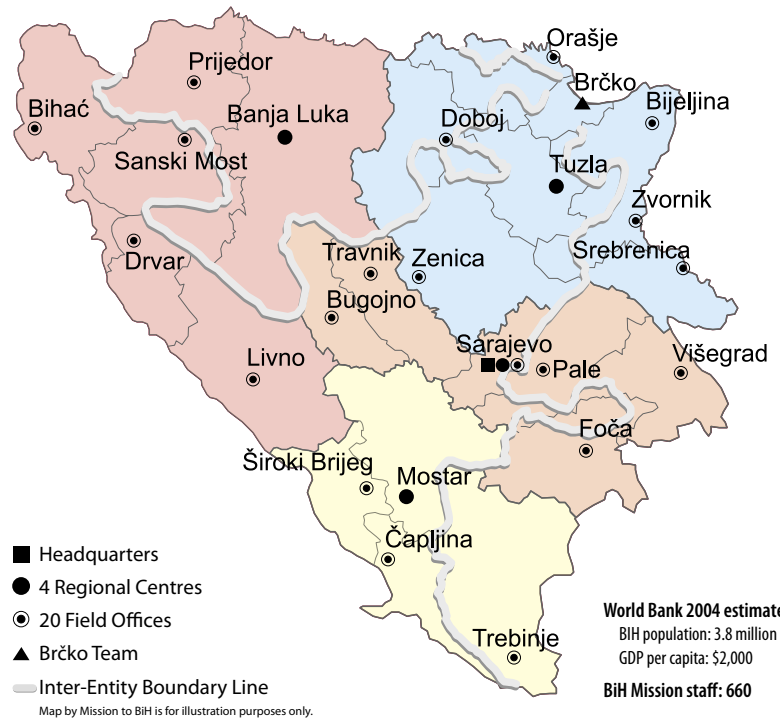 Orašje
Prijedor
Brčko
Bihać
Banja Luka
Doboj
Bijeljina
Sanski Most
Tuzla
Zvornik
Drvar
Travnik
Zenica
Srebrenica
Bugojno
Sarajevo
Livno
Pale
Višegrad
Foča
Široki Brijeg
Mostar
Čapljina
Trebinje
Headquarters
4 Regional Centres
20 Field Offices
Brčko Team
Inter-Entity Boundary Line
Map by Mission to BiH is for illustration purposes only.
World Bank 2004 estimate
BIH population: 3.8 million
GDP per capita: $2,000
BiH Mission staff: 660